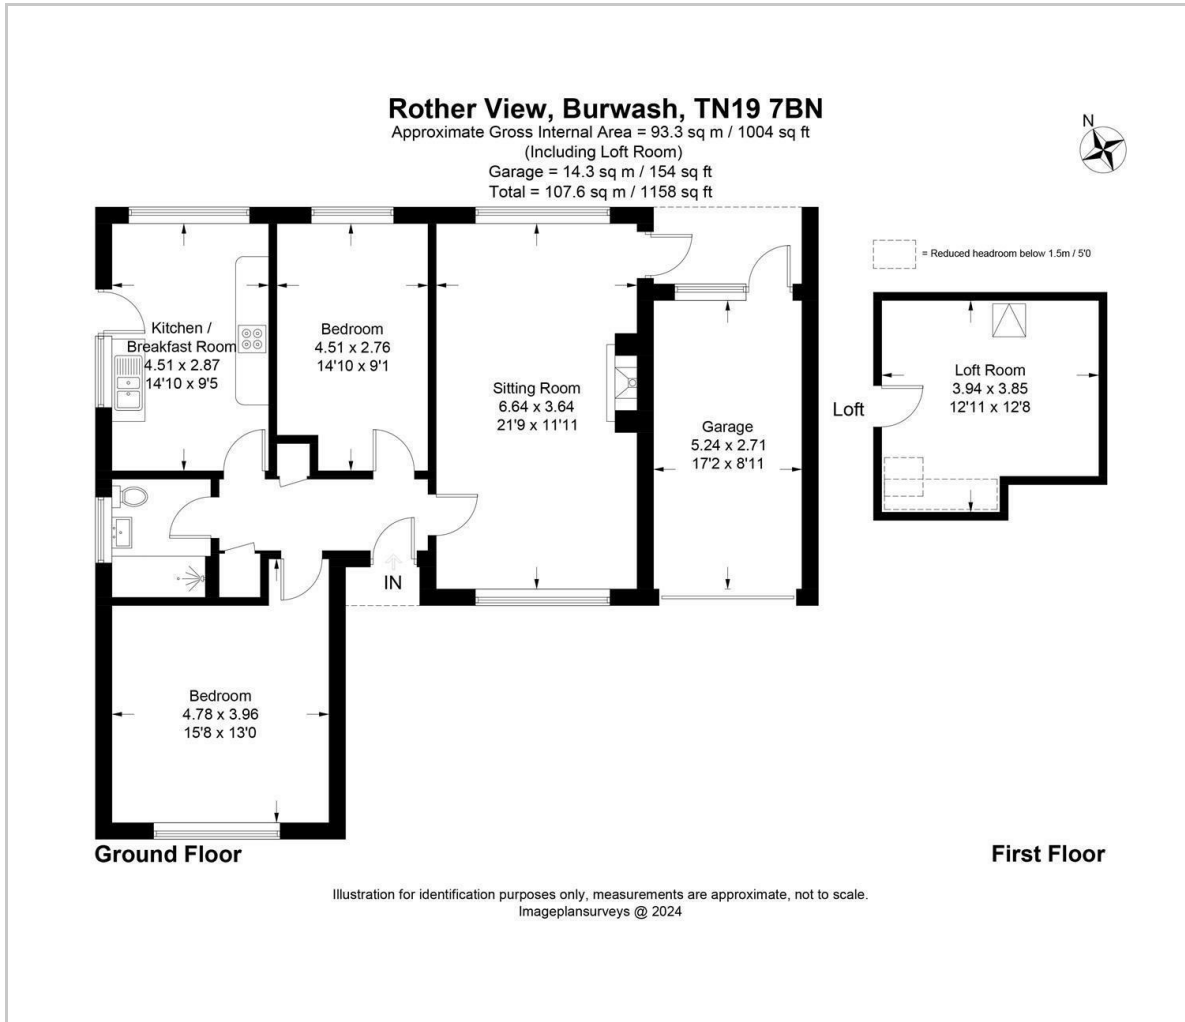 Rother View, Burwash, TN19 7BN
Approximate Gross Internal Area = 93.3 sq m / 1004 sq ft
(Including Loft Room)
Garage = 14.3 sq m / 154 sq ft
Total = 107.6 sq m / 1158 sq ft
N
= Reduced headroom below 1.5m / 5'0
Kitchen /
Breakfast Room
4.51 x 2.87
14'10 x 9'5
Bedroom
4.51 x 2.76
14'10 x 9'1
Sitting Room
6.64 x 3.64
21'9 x 11'11
Garage
5.24 x 2.71
17'2 x 8'11
Loft
Loft Room
3.94 x 3.85
12'11 x 12'8
IN
Bedroom
4.78 x 3.96
15'8 x 13'0
Ground Floor
First Floor
Illustration for identification purposes only, measurements are approximate, not to scale.
Imageplansurveys @ 2024